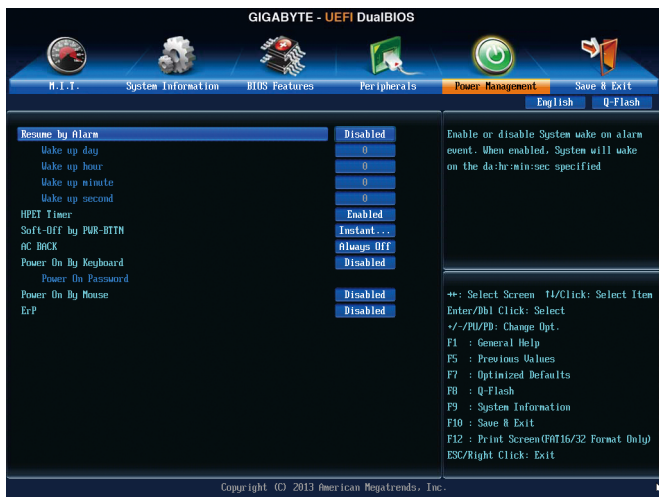 GIGABYTE - UEFI DualBIOS
M.I.T. System Information BIOS Features Peripherals Power Management Save & Exit
English Q-Flash
Resume by Alarm Disabled
Wake up day 0
Wake up hour 0
Wake up minute 0
Wake up second 0
HPET Timer Enabled
Soft-Off by PWR-BTTN Instant...
AC BACK Always Off
Power On By Keyboard Disabled
Power On Password
Power On By Mouse Disabled
ErP Disabled
Enable or disable System wake on alarm
event. When enabled, System will wake
on the da:hr:min:sec specified
→←: Select Screen ↑↓/Click: Select Item
Enter/Dbl Click: Select
+/-/PU/PD: Change Opt.
F1 : General Help
F5 : Previous Values
F7 : Optimized Defaults
F8 : Q-Flash
F9 : System Information
F10 : Save & Exit
F12 : Print Screen(FAT16/32 Format Only)
ESC/Right Click: Exit
Copyright (C) 2013 American Megatrends, Inc.